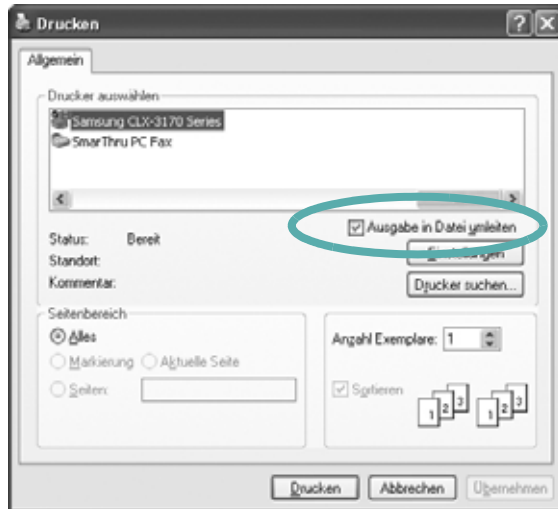 Drucken
Allgemein
Drucker auswählen
Samsung CLX-3170 Series
SmarThru PC Fax
Ausgabe in Datei umleiten
Status: Bereit
Einstellungen
Standort:
Kommentar:
Drucker suchen...
Seitenbereich
Alles
Markierung Aktuelle Seite
Seiten:
Anzahl Exemplare: 1
Sortieren
1 2 3 1 2 3
Drucken Abbrechen Übernehmen